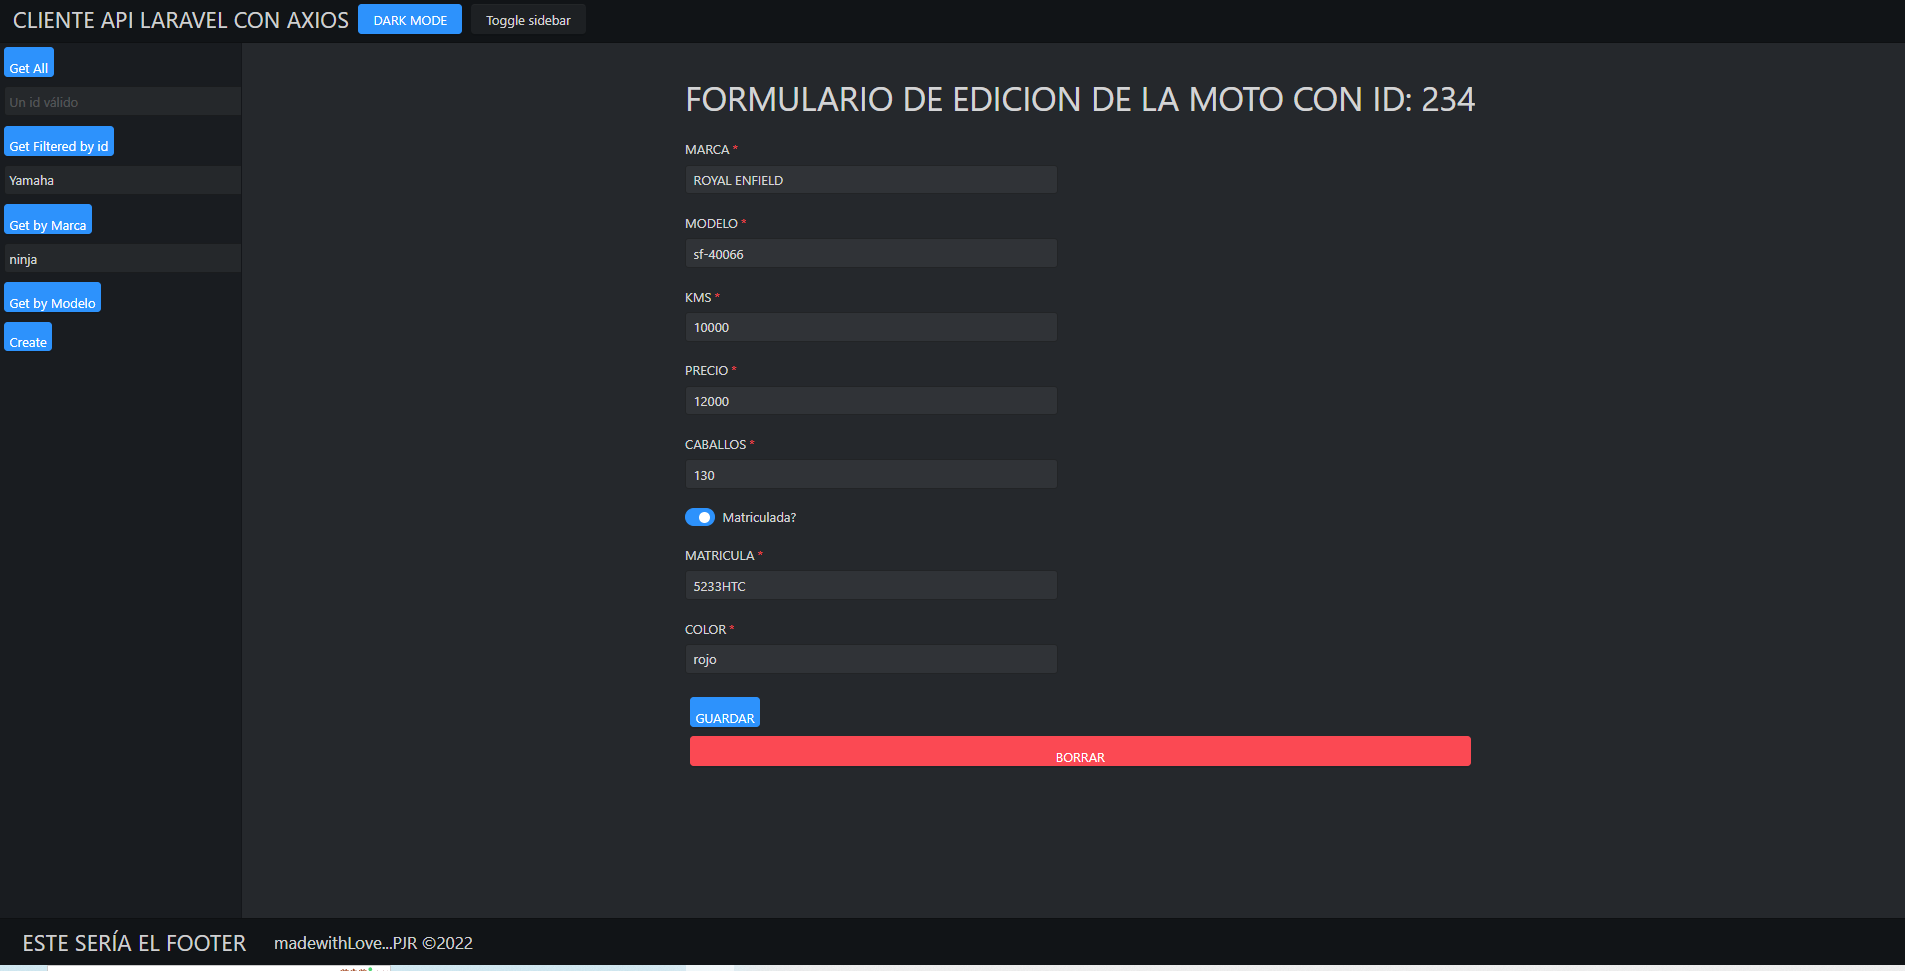 CLIENTE API LARAVEL CON AXIOS DARK MODE Toggle sidebar
Get All
Un id válido
Get Filtered by id
Yamaha
Get by Marca
ninja
Get by Modelo
Create
FORMULARIO DE EDICION DE LA MOTO CON ID: 234
MARCA *
ROYAL ENFIELD
MODELO *
sf-40066
KMS *
10000
PRECIO *
12000
CABALLOS *
130
Matriculada?
MATRICULA *
5233HTC
COLOR *
rojo
GUARDAR
BORRAR
ESTE SERÍA EL FOOTER madewithLove...PJR ©2022